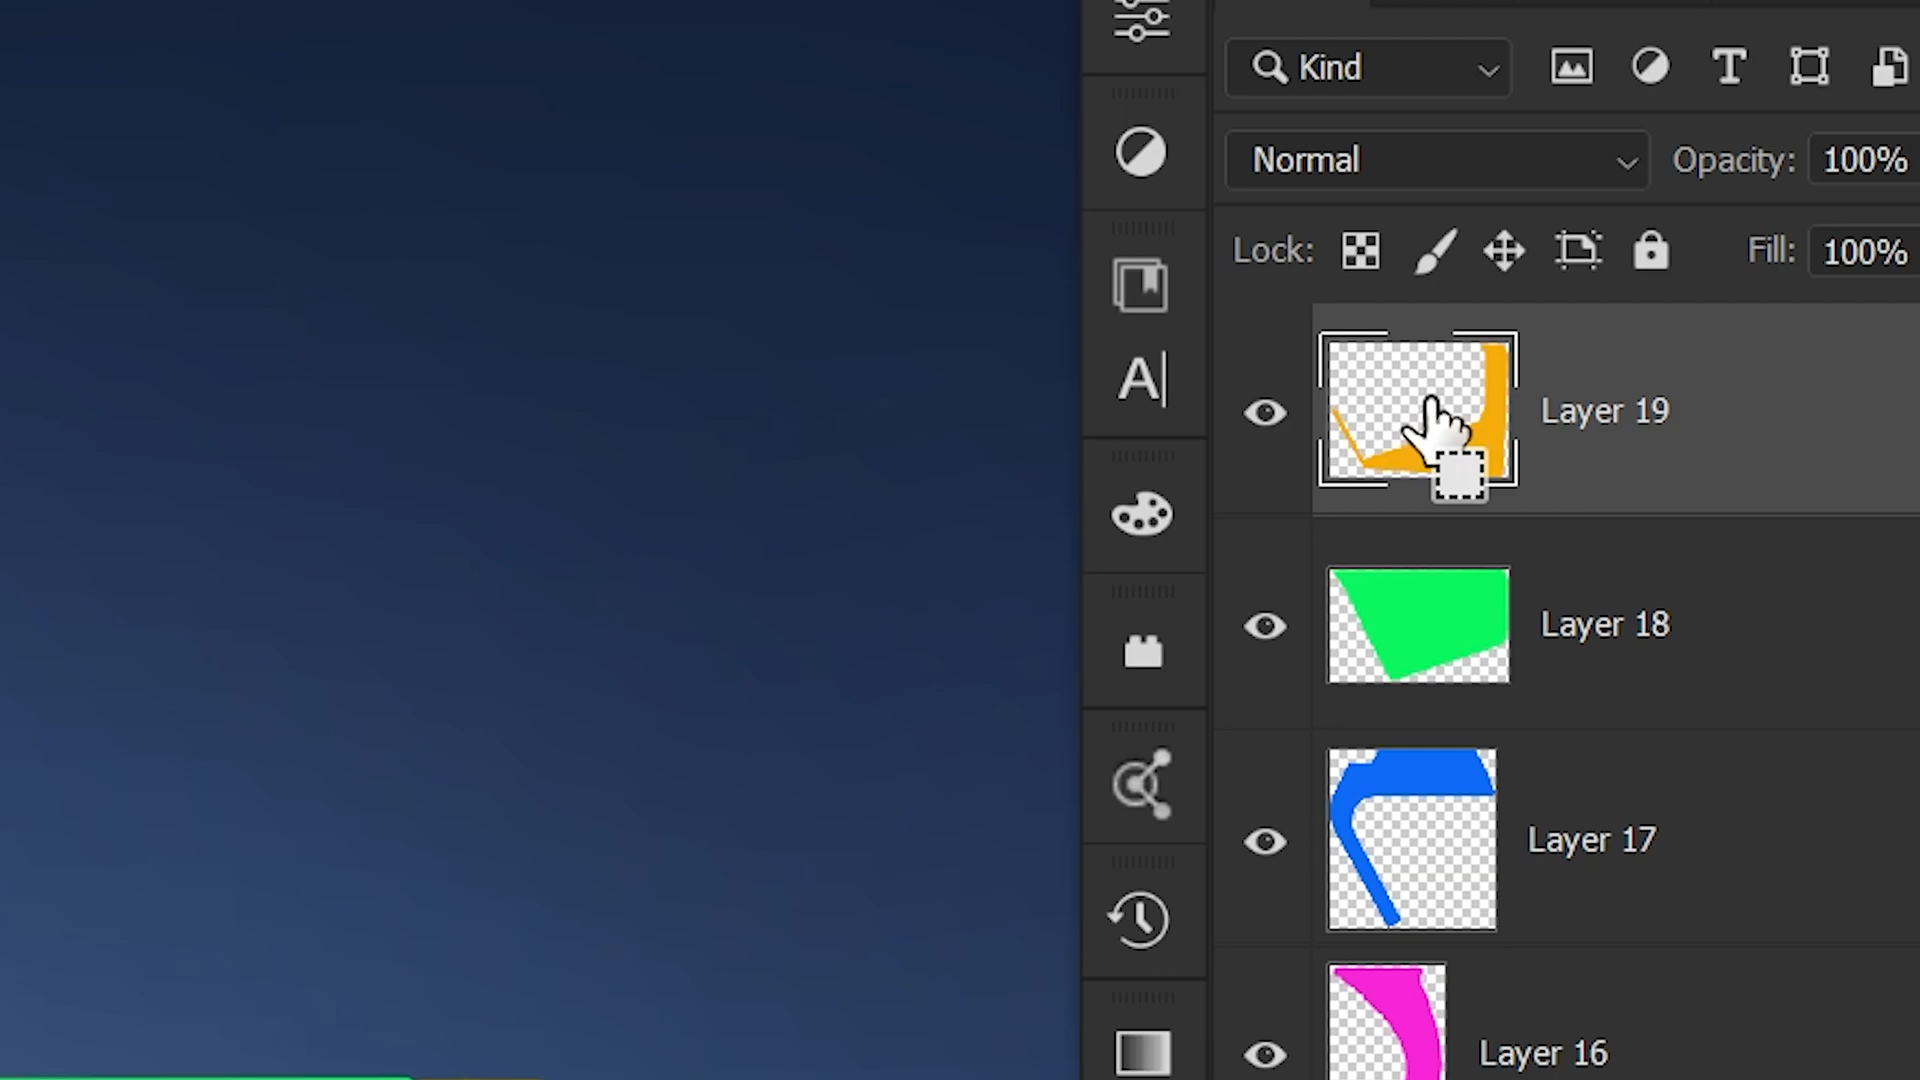 Kind
Normal
Opacity: 100%
Lock:
Fill: 100%
A
Layer 19
Layer 18
Layer 17
Layer 16